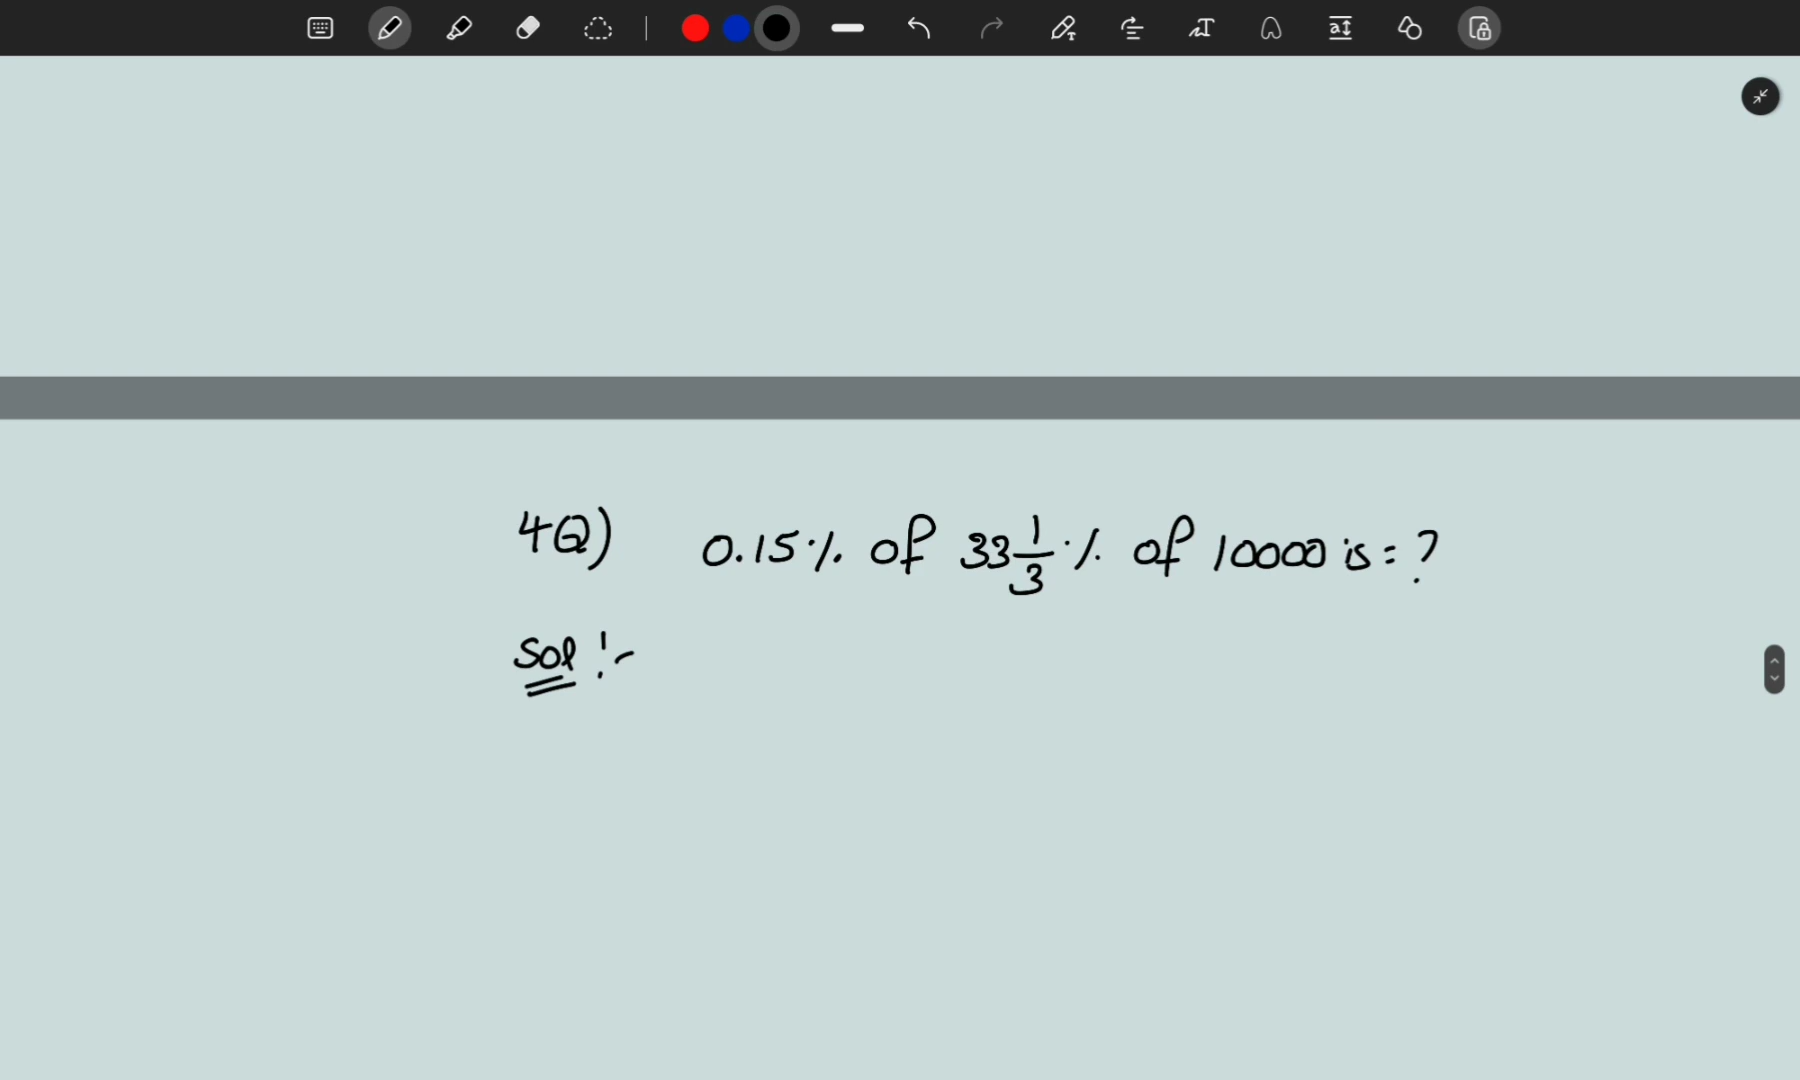 4Q) 0.15% of 33 1/3 % of 10000 is = ?
Sol :-